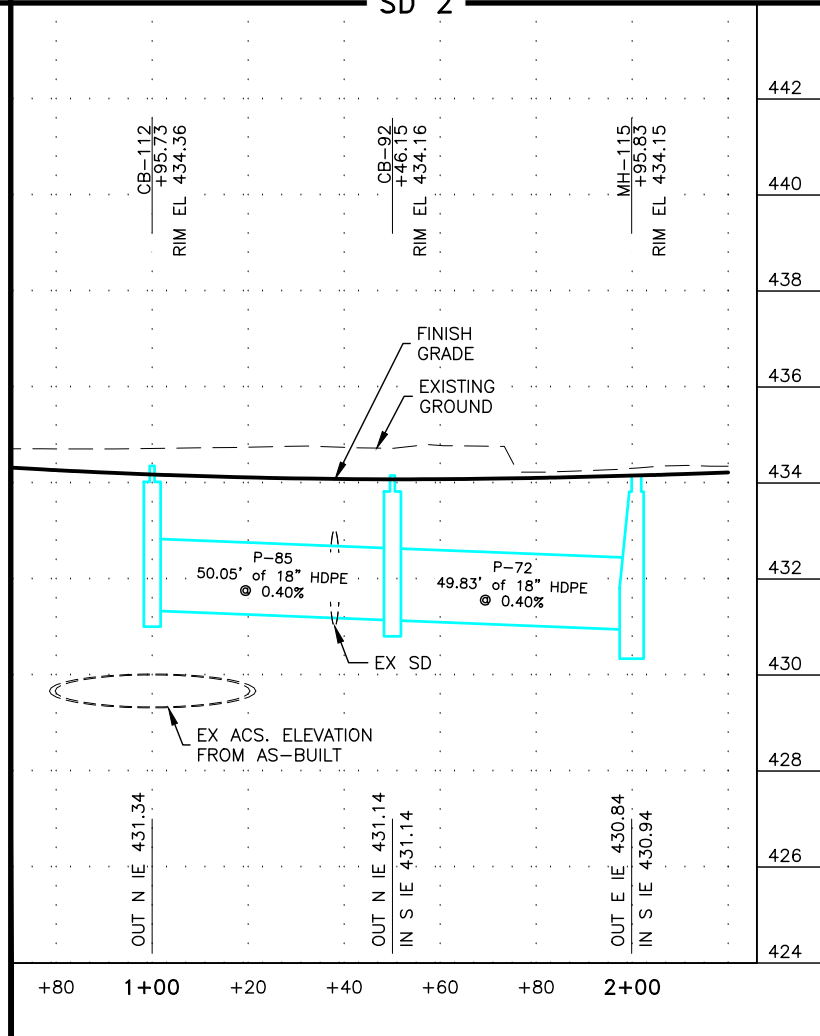 SD 2
CB-112
+95.73
RIM EL 434.36
CB-92
+46.15
RIM EL 434.16
MH-115
+95.83
RIM EL 434.15
442
440
438
436
434
432
430
428
426
424
FINISH
GRADE
EXISTING
GROUND
P-85
50.05' of 18" HDPE
@ 0.40%
P-72
49.83' of 18" HDPE
@ 0.40%
EX SD
EX ACS. ELEVATION
FROM AS-BUILT
OUT N IE 431.34
OUT N IE 431.14
IN S IE 431.14
OUT E IE 430.84
IN S IE 430.94
+80
1+00
+20
+40
+60
+80
2+00